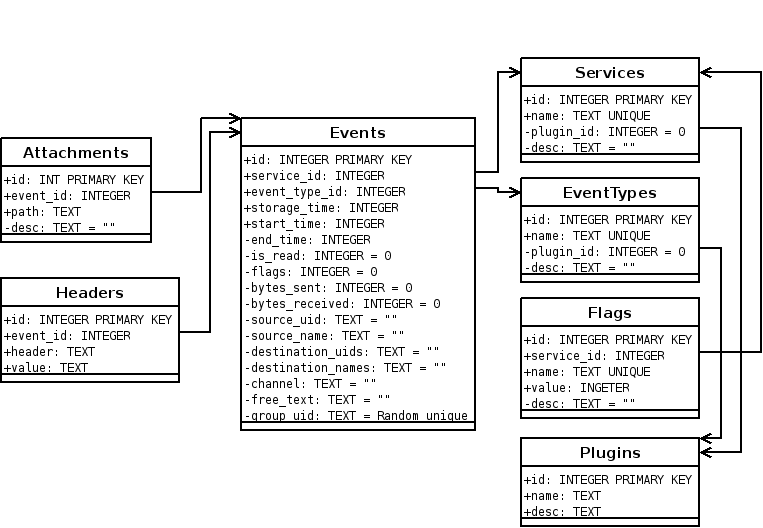 Attachments
+id: INT PRIMARY KEY
+event_id: INTEGER
+path: TEXT
-desc: TEXT = ""
Headers
+id: INTEGER PRIMARY KEY
+event_id: INTEGER
+header: TEXT
+value: TEXT
Events
+id: INTEGER PRIMARY KEY
+service_id: INTEGER
+event_type_id: INTEGER
+storage_time: INTEGER
+start_time: INTEGER
-end_time: INTEGER
-is_read: INTEGER = 0
-flags: INTEGER = 0
-bytes_sent: INTEGER = 0
-bytes_received: INTEGER = 0
-source_uid: TEXT = ""
-source_name: TEXT = ""
-destination_uids: TEXT = ""
-destination_names: TEXT = ""
-channel: TEXT = ""
-free_text: TEXT = ""
-group_uid: TEXT = Random unique
Services
+id: INTEGER PRIMARY KEY
+name: TEXT UNIQUE
-plugin_id: INTEGER = 0
-desc: TEXT = ""
EventTypes
+id: INTEGER PRIMARY KEY
+name: TEXT UNIQUE
-plugin_id: INTEGER = 0
-desc: TEXT = ""
Flags
+id: INTEGER PRIMARY KEY
+service_id: INTEGER
+name: TEXT UNIQUE
+value: INGETER
-desc: TEXT = ""
Plugins
+id: INTEGER PRIMARY KEY
+name: TEXT
+desc: TEXT